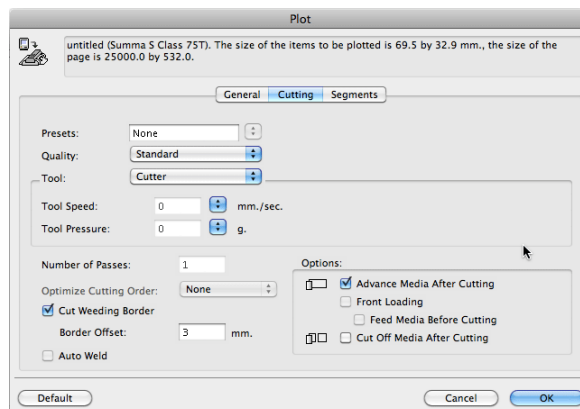 Plot
untitled (Summa S Class 75T). The size of the items to be plotted is 69.5 by 32.9 mm., the size of the
page is 25000.0 by 532.0.
General Cutting Segments
Presets: None
Quality: Standard
Tool: Cutter
Tool Speed: 0 mm./sec.
Tool Pressure: 0 g.
Number of Passes: 1
Optimize Cutting Order: None
Cut Weeding Border
Border Offset: 3 mm.
Auto Weld
Options:
Advance Media After Cutting
Front Loading
Feed Media Before Cutting
Cut Off Media After Cutting
Default Cancel OK